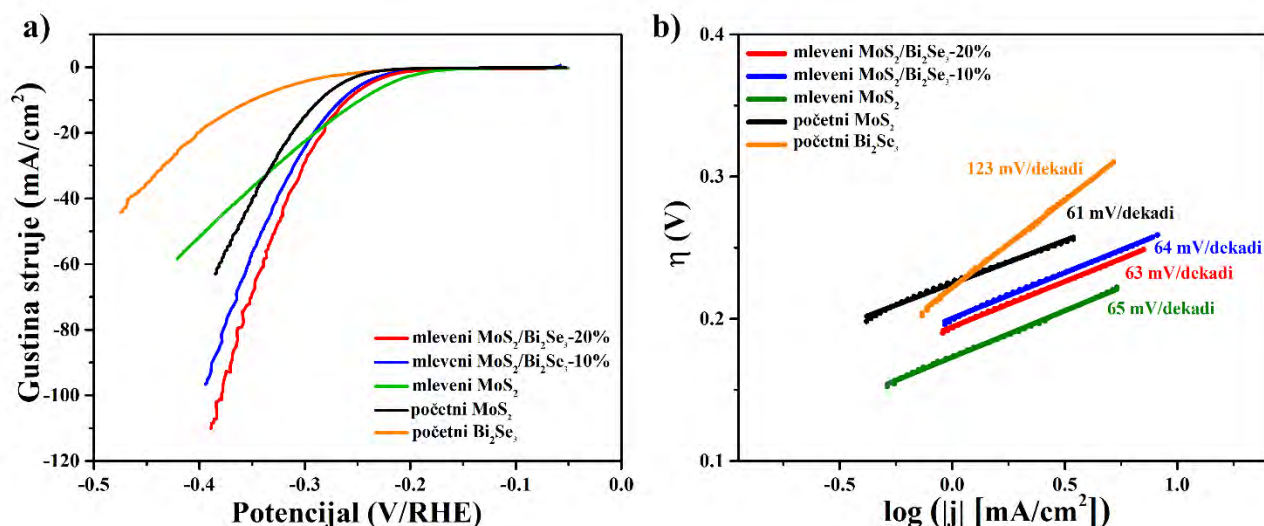 a)
Gustina struje (mA/cm²)
0
-20
-40
-60
-80
-100
-120
-0.5
-0.4
-0.3
-0.2
-0.1
0.0
Potencijal (V/RHE)
mleveni MoS₂/Bi₂Se₃-20%
mleveni MoS₂/Bi₂Se₃-10%
mleveni MoS₂
početni MoS₂
početni Bi₂Se₃
b)
η (V)
0.4
0.3
0.2
0.1
-0.5
0.0
0.5
1.0
log (|j| [mA/cm²)
mleveni MoS₂/Bi₂Se₃-20%
mleveni MoS₂/Bi₂Se₃-10%
mleveni MoS₂
početni MoS₂
početni Bi₂Se₃
123 mV/dekadi
61 mV/dekadi
64 mV/dekadi
63 mV/dekadi
65 mV/dekadi